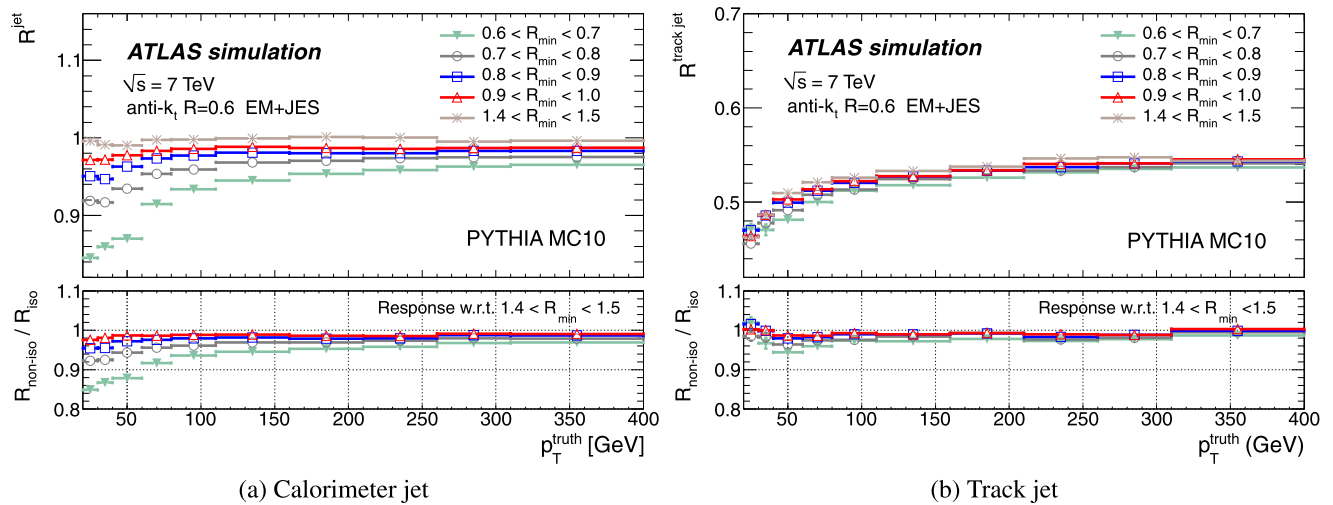 R^jet
1.1
1
0.9
ATLAS simulation
√s = 7 TeV
anti-k_t R=0.6 EM+JES
0.6 < R_min < 0.7
0.7 < R_min < 0.8
0.8 < R_min < 0.9
0.9 < R_min < 1.0
1.4 < R_min < 1.5
PYTHIA MC10
R_non-iso / R_iso
1.1
1
0.9
0.8
Response w.r.t. 1.4 < R_min < 1.5
50 100 150 200 250 300 350 400
p_T^truth [GeV]
(a) Calorimeter jet
R^track jet
0.7
0.6
0.5
ATLAS simulation
√s = 7 TeV
anti-k_t R=0.6 EM+JES
0.6 < R_min < 0.7
0.7 < R_min < 0.8
0.8 < R_min < 0.9
0.9 < R_min < 1.0
1.4 < R_min < 1.5
PYTHIA MC10
R_non-iso / R_iso
1.1
1
0.9
0.8
Response w.r.t. 1.4 < R_min <1.5
50 100 150 200 250 300 350 400
p_T^truth (GeV)
(b) Track jet